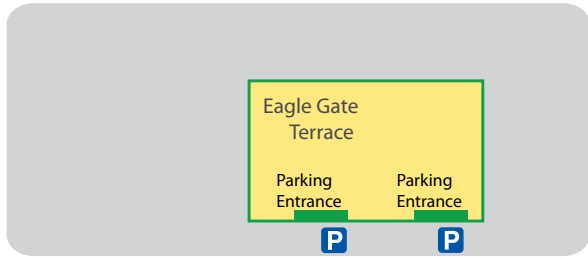 Eagle Gate
Terrace
Parking
Entrance
Parking
Entrance
P
P